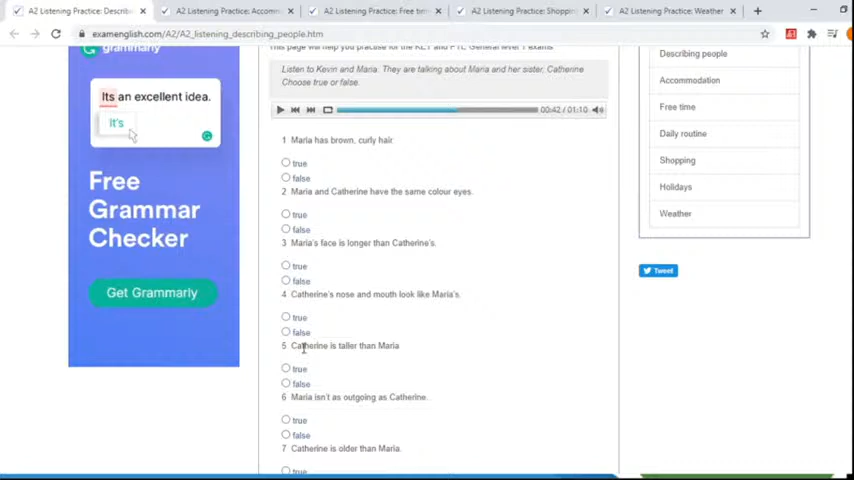 A2 Listening Practice: Describi
A2 Listening Practice: Accomm
A2 Listening Practice: Free tim
A2 Listening Practice: Shoppin
A2 Listening Practice: Weather
examenglish.com/A2/A2_listening_describing_people.htm
grammarly
Its an excellent idea.
It's
Free
Grammar
Checker
Get Grammarly
This page will help you practise for the KET and PTE General level 1 exams.
Listen to Kevin and Maria. They are talking about Maria and her sister, Catherine
Choose true or false.
00:42 / 01:10
1 Maria has brown, curly hair.
true
false
2 Maria and Catherine have the same colour eyes.
true
false
3 Maria's face is longer than Catherine's.
true
false
4 Catherine's nose and mouth look like Maria's.
true
false
5 Catherine is taller than Maria
true
false
6 Maria isn't as outgoing as Catherine.
true
false
7 Catherine is older than Maria.
true
Describing people
Accommodation
Free time
Daily routine
Shopping
Holidays
Weather
Tweet